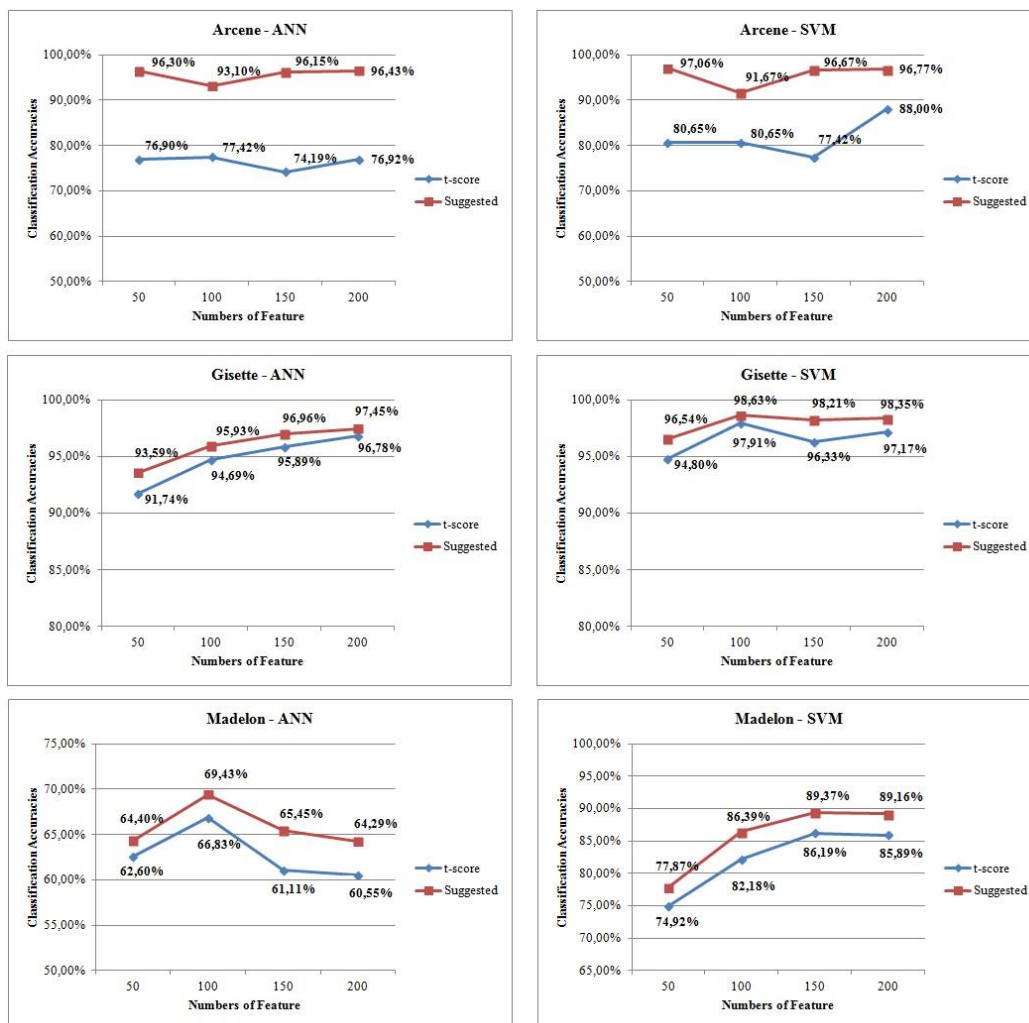 Arcene - ANN
100,00%
90,00%
80,00%
70,00%
60,00%
50,00%
Classification Accuracies
96,30%
93,10%
96,15%
96,43%
76,90%
77,42%
74,19%
76,92%
t-score
Suggested
50 100 150 200
Numbers of Feature
Arcene - SVM
100,00%
90,00%
80,00%
70,00%
60,00%
50,00%
Classification Accuracies
97,06%
91,67%
96,67%
96,77%
80,65%
80,65%
77,42%
88,00%
t-score
Suggested
50 100 150 200
Numbers of Feature
Gisette - ANN
100,00%
95,00%
90,00%
85,00%
80,00%
Classification Accuracies
93,59%
95,93%
96,96%
97,45%
91,74%
94,69%
95,89%
96,78%
t-score
Suggested
50 100 150 200
Numbers of Feature
Gisette - SVM
100,00%
95,00%
90,00%
85,00%
80,00%
Classification Accuracies
96,54%
98,63%
98,21%
98,35%
94,80%
97,91%
96,33%
97,17%
t-score
Suggested
50 100 150 200
Numbers of Feature
Madelon - ANN
75,00%
70,00%
65,00%
60,00%
55,00%
50,00%
Classification Accuracies
64,40%
69,43%
65,45%
64,29%
62,60%
66,83%
61,11%
60,55%
t-score
Suggested
50 100 150 200
Numbers of Feature
Madelon - SVM
100,00%
95,00%
90,00%
85,00%
80,00%
75,00%
70,00%
65,00%
Classification Accuracies
77,87%
86,39%
89,37%
89,16%
74,92%
82,18%
86,19%
85,89%
t-score
Suggested
50 100 150 200
Numbers of Feature